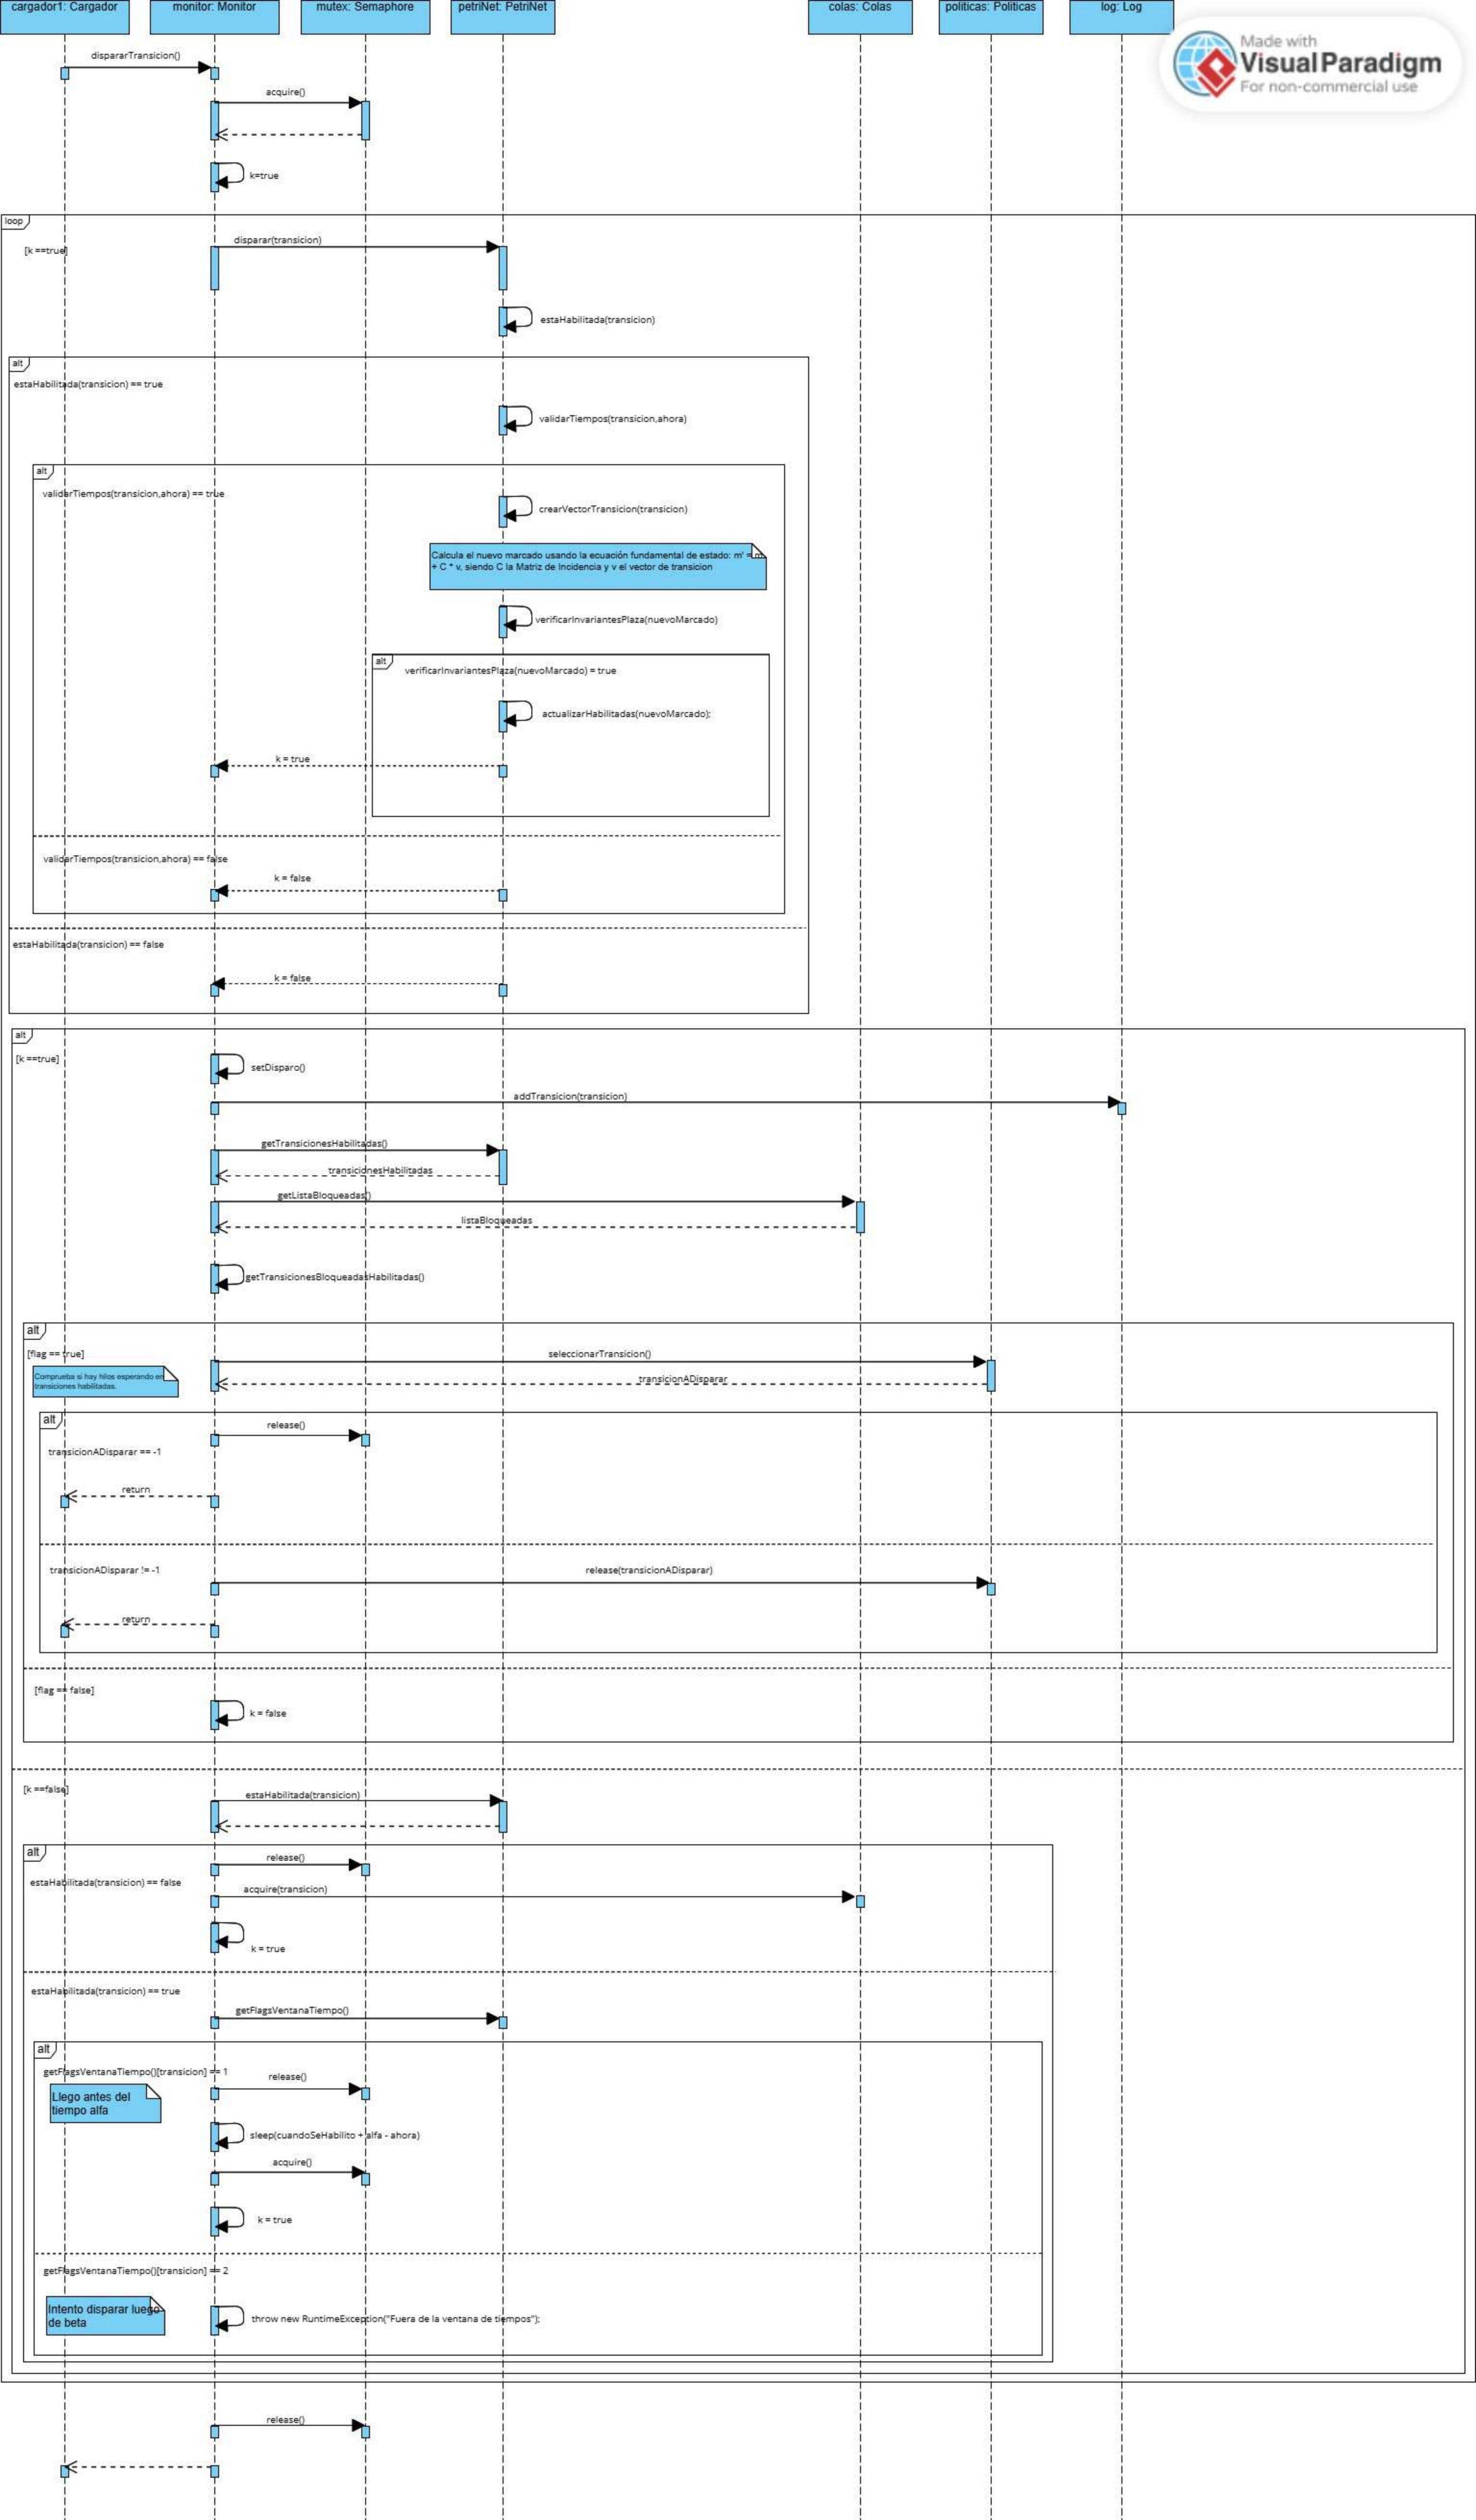 cargador1: Cargador
monitor: Monitor
mutex: Semaphore
petriNet: PetriNet
colas: Colas
politicas: Politicas
log: Log
Made with
Visual Paradigm
For non-commercial use
dispararTransicion()
acquire()
k=true
loop
[k ==true]
disparar(transicion)
estaHabilitada(transicion)
alt
estaHabilitada(transicion) == true
validarTiempos(transicion,ahora)
alt
validarTiempos(transicion,ahora) == true
crearVectorTransicion(transicion)
Calcula el nuevo marcado usando la ecuación fundamental de estado: m' = m
+ C * v, siendo C la Matriz de Incidencia y v el vector de transicion
verificarInvariantesPlaza(nuevoMarcado)
alt
verificarInvariantesPlaza(nuevoMarcado) = true
actualizarHabilitadas(nuevoMarcado);
k = true
validarTiempos(transicion,ahora) == false
k = false
estaHabilitada(transicion) == false
k = false
alt
[k ==true]
setDisparo()
addTransicion(transicion)
getTransicionesHabilitadas()
transicionesHabilitadas
getListaBloqueadas()
listaBloqueadas
getTransicionesBloqueadasHabilitadas()
alt
[flag == true]
seleccionarTransicion()
Comprueba si hay hilos esperando en
transiciones habilitadas.
transicionADisparar
alt
release()
transicionADisparar == -1
return
transicionADisparar != -1
release(transicionADisparar)
return
[flag == false]
k = false
[k ==false]
estaHabilitada(transicion)
alt
release()
estaHabilitada(transicion) == false
acquire(transicion)
k = true
estaHabilitada(transicion) == true
getFlagsVentanaTiempo()
alt
getFlagsVentanaTiempo()[transicion] == 1
release()
Llego antes del
tiempo alfa
sleep(cuandoSeHabilito + alfa - ahora)
acquire()
k = true
getFlagsVentanaTiempo()[transicion] == 2
Intento disparar luego
de beta
throw new RuntimeException("Fuera de la ventana de tiempos");
release()